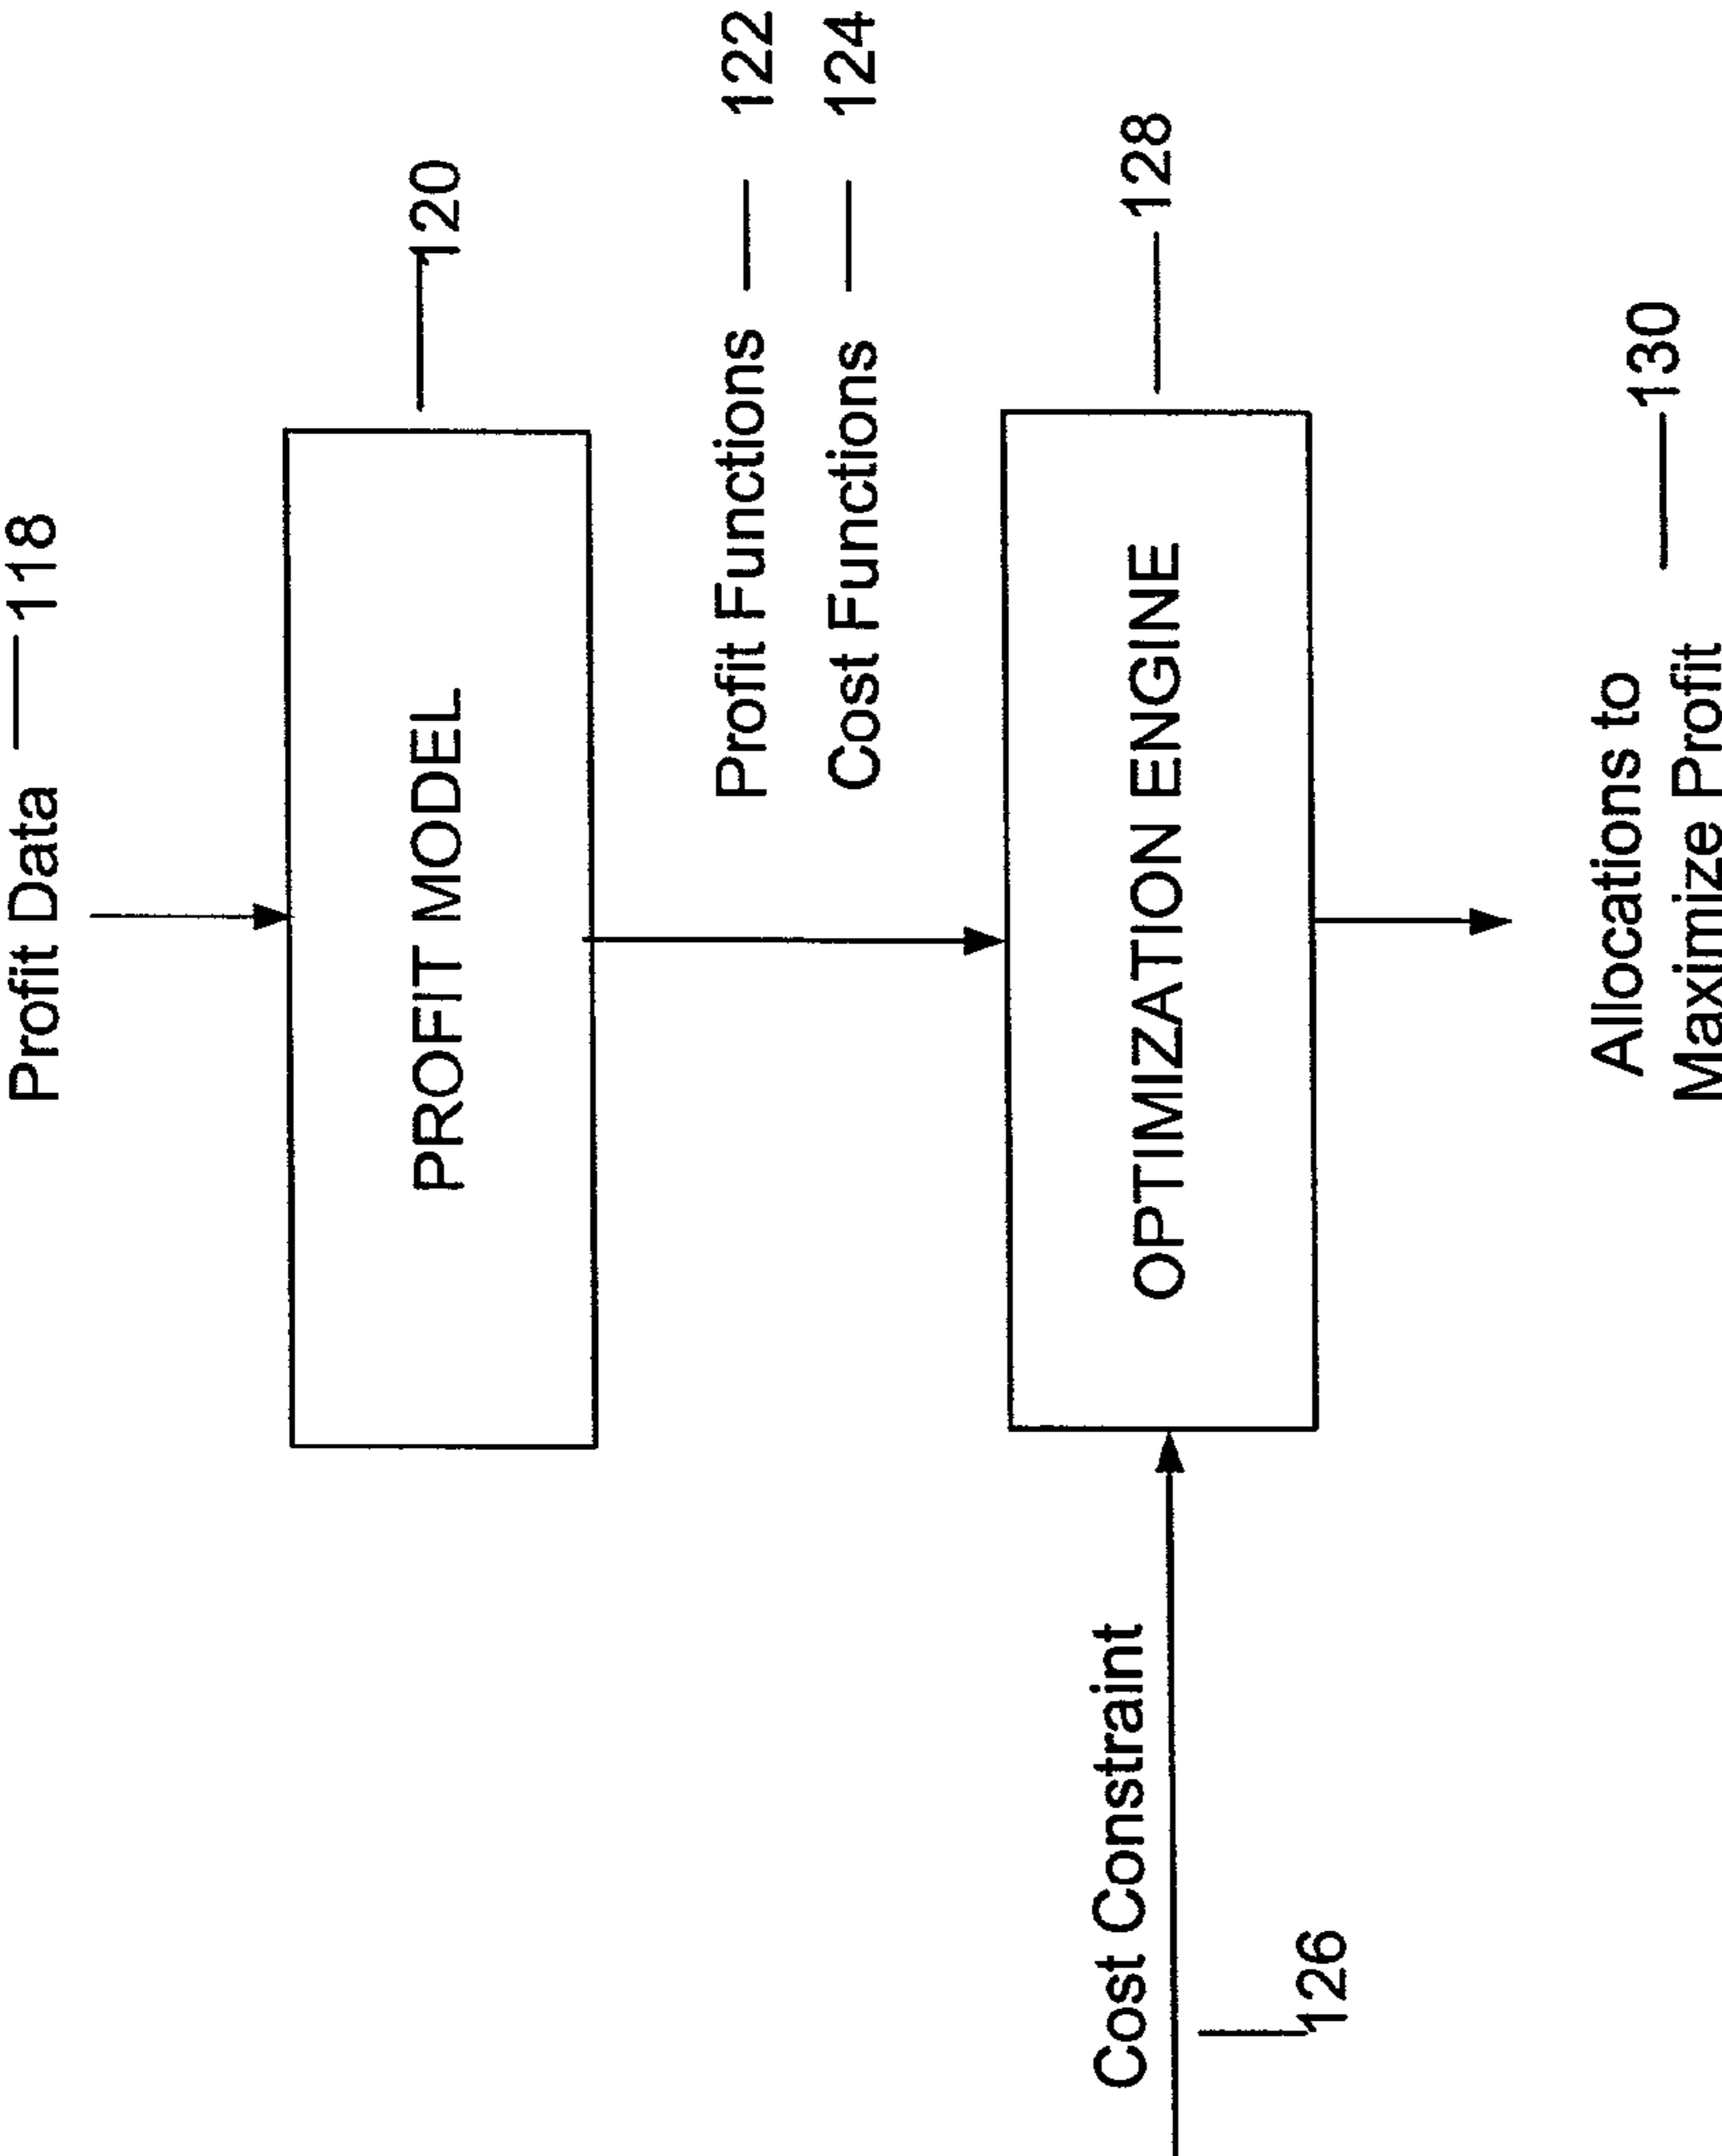 Profit Data 118
PROFIT MODEL 120
Profit Functions 122
Cost Functions 124
OPTIMIZATION ENGINE 128
Cost Constraint
126
Allocations to
Maximize Profit
130